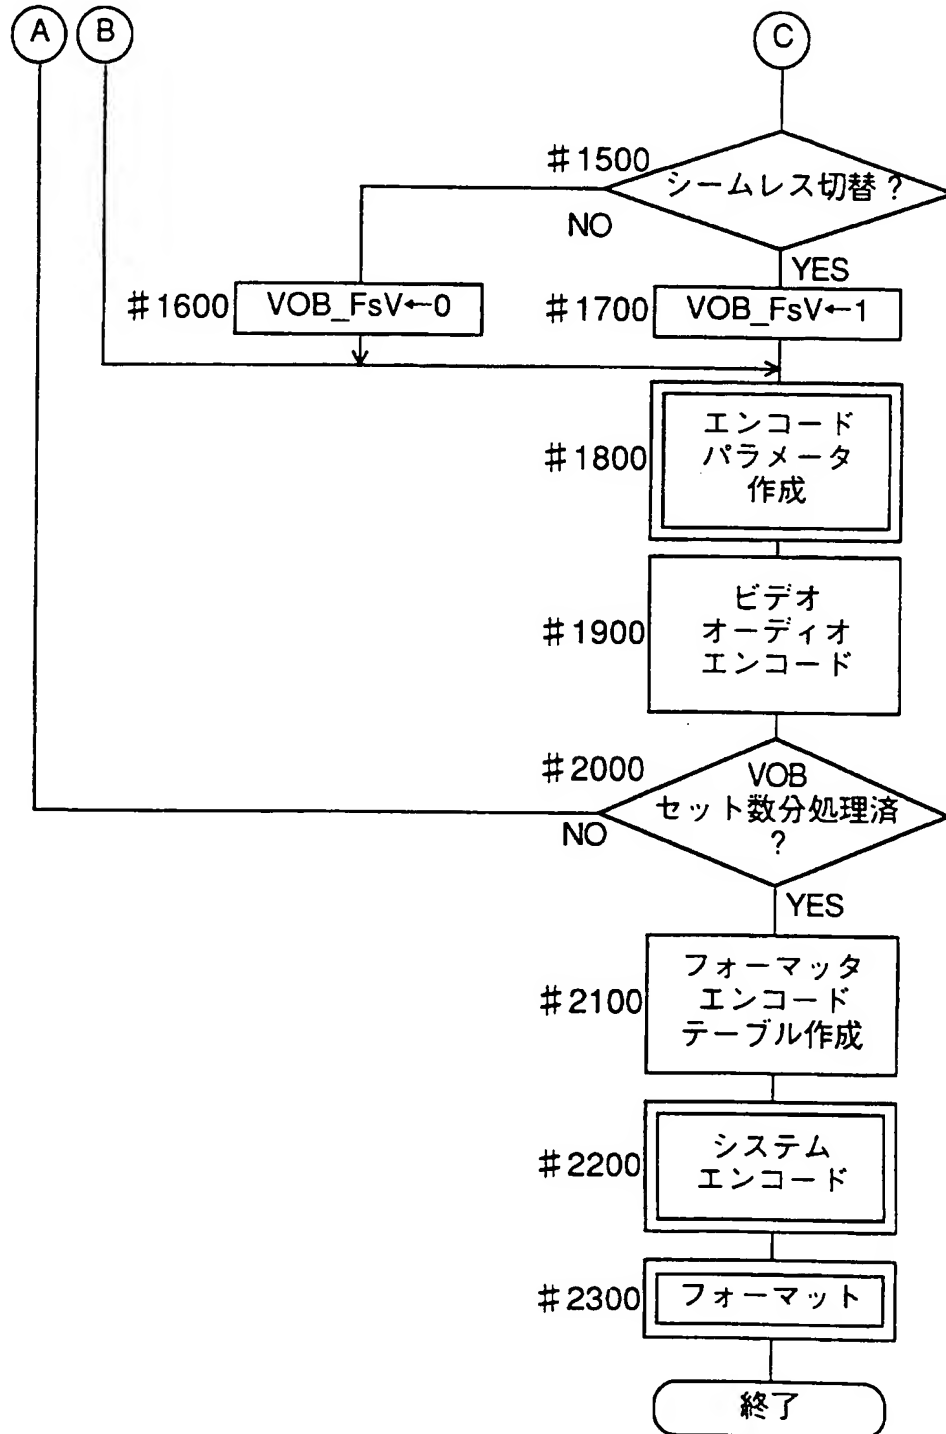 A
B
C
#1500
シームレス切替?
NO
YES
#1600
VOB_FsV←0
#1700
VOB_FsV←1
#1800
エンコード
パラメータ
作成
#1900
ビデオ
オーディオ
エンコード
#2000
VOB
セット数分処理済
?
NO
YES
#2100
フォーマッタ
エンコード
テーブル作成
#2200
システム
エンコード
#2300
フォーマット
終了